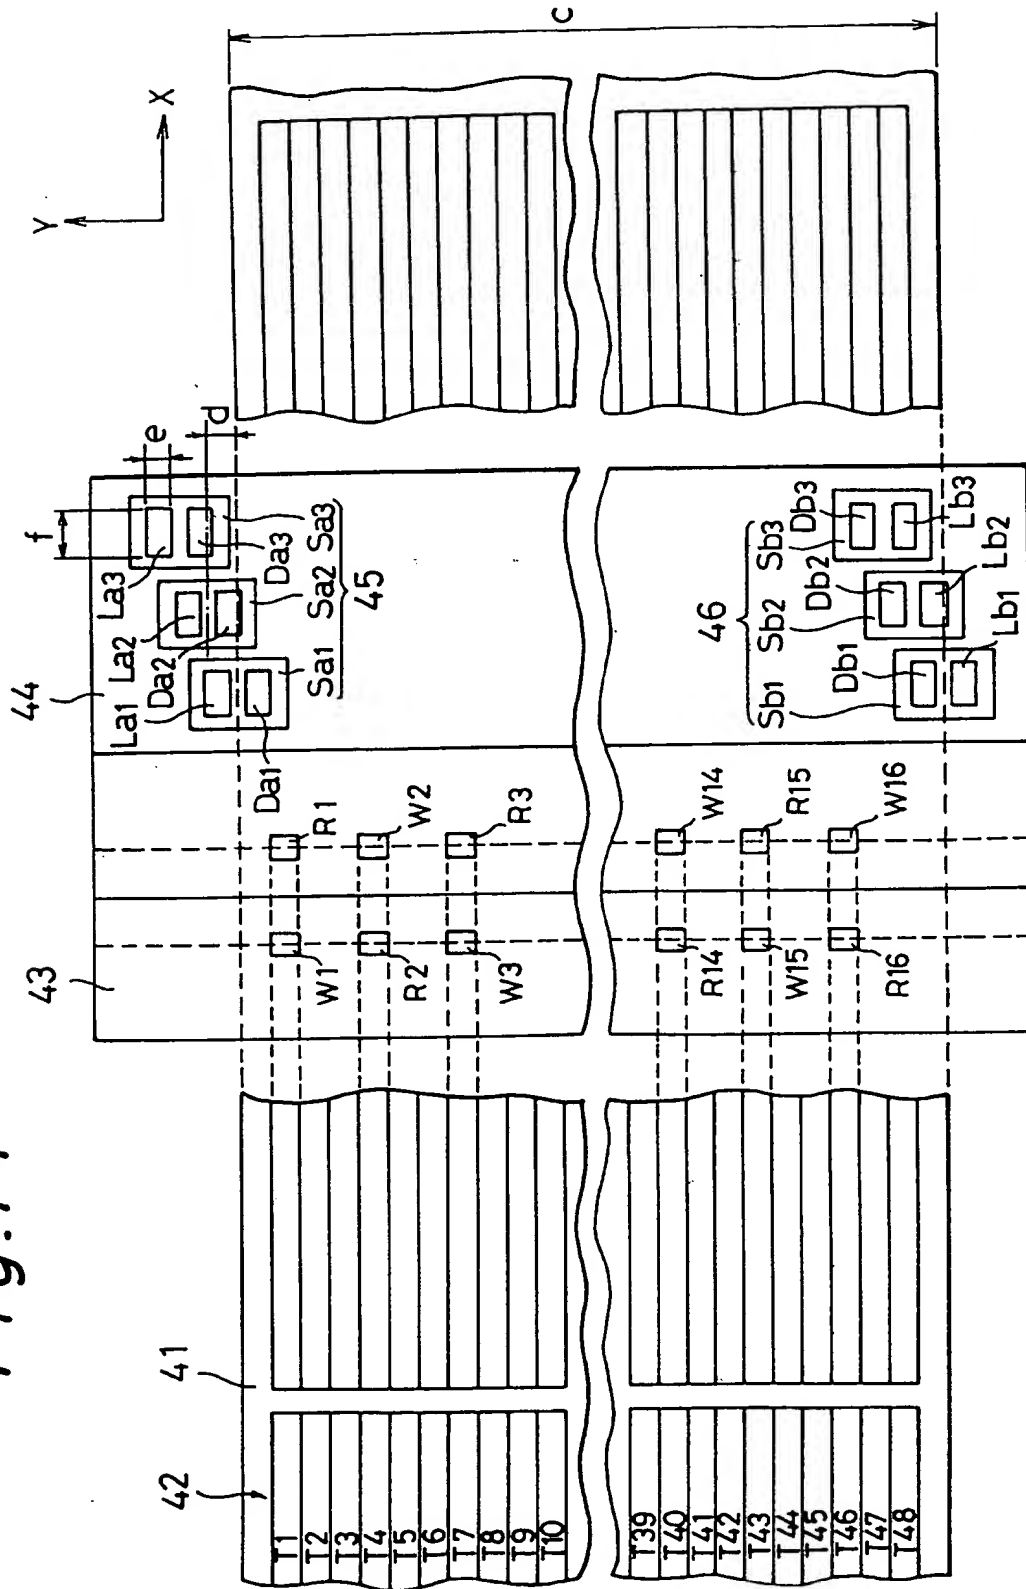 Fig.11
44
43
42
41
Y
X
c
f
e
d
La3
La2
La1
Da3
Da2
Da1
Sa3
Sa2
Sa1
45
46
Sb3
Sb2
Sb1
Db3
Db2
Db1
Lb3
Lb2
Lb1
R1
W2
R3
W14
R15
W16
W1
R2
W3
R14
W15
R16
T1
T2
T3
T4
T5
T6
T7
T8
T9
T10
T39
T40
T41
T42
T43
T44
T45
T46
T47
T48